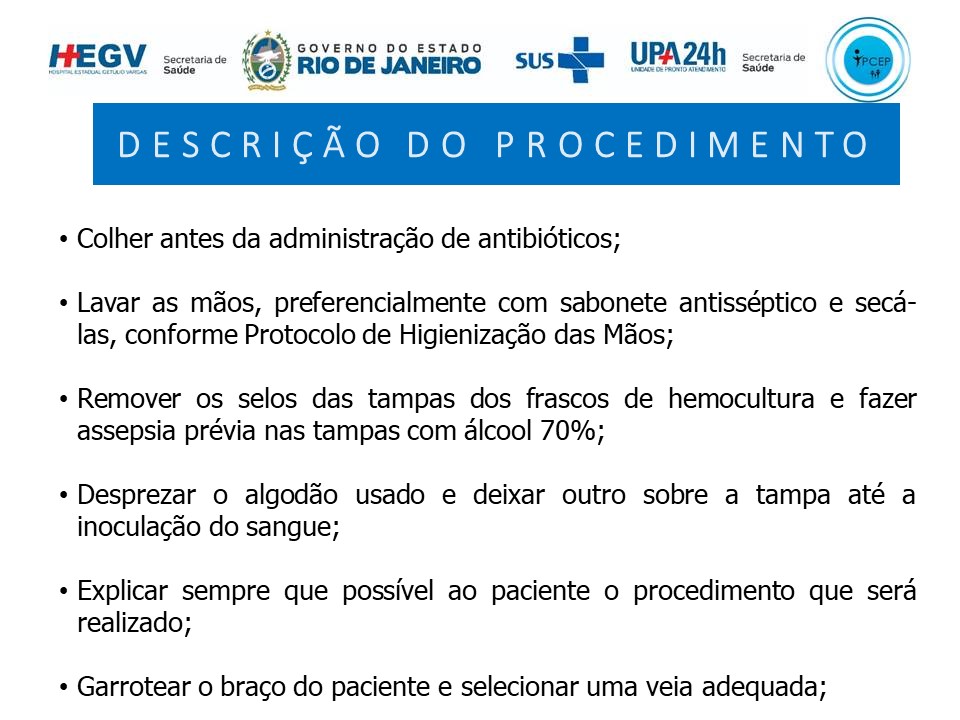 HEGV
HOSPITAL ESTADUAL GETULIO VARGAS
Secretaria de
Saúde
GOVERNO DO ESTADO
RIO DE JANEIRO
SUS
UPA24h
UNIDADE DE PRONTO ATENDIMENTO
Secretaria de
Saúde
PCEP
DESCRIÇÃO DO PROCEDIMENTO
• Colher antes da administração de antibióticos;
• Lavar as mãos, preferencialmente com sabonete antisséptico e secá-
las, conforme Protocolo de Higienização das Mãos;
• Remover os selos das tampas dos frascos de hemocultura e fazer
assepsia prévia nas tampas com álcool 70%;
• Desprezar o algodão usado e deixar outro sobre a tampa até a
inoculação do sangue;
• Explicar sempre que possível ao paciente o procedimento que será
realizado;
• Garrotear o braço do paciente e selecionar uma veia adequada;